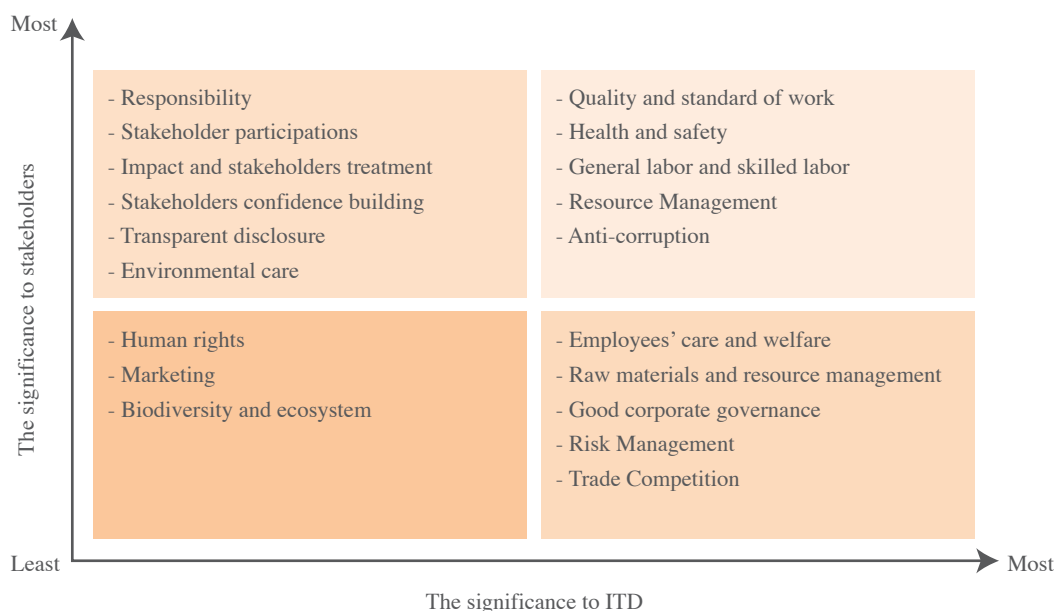 Most
- Responsibility
- Stakeholder participations
- Impact and stakeholders treatment
- Stakeholders confidence building
- Transparent disclosure
- Environmental care
- Quality and standard of work
- Health and safety
- General labor and skilled labor
- Resource Management
- Anti-corruption
The significance to stakeholders
- Human rights
- Marketing
- Biodiversity and ecosystem
- Employees’ care and welfare
- Raw materials and resource management
- Good corporate governance
- Risk Management
- Trade Competition
Least
Most
The significance to ITD